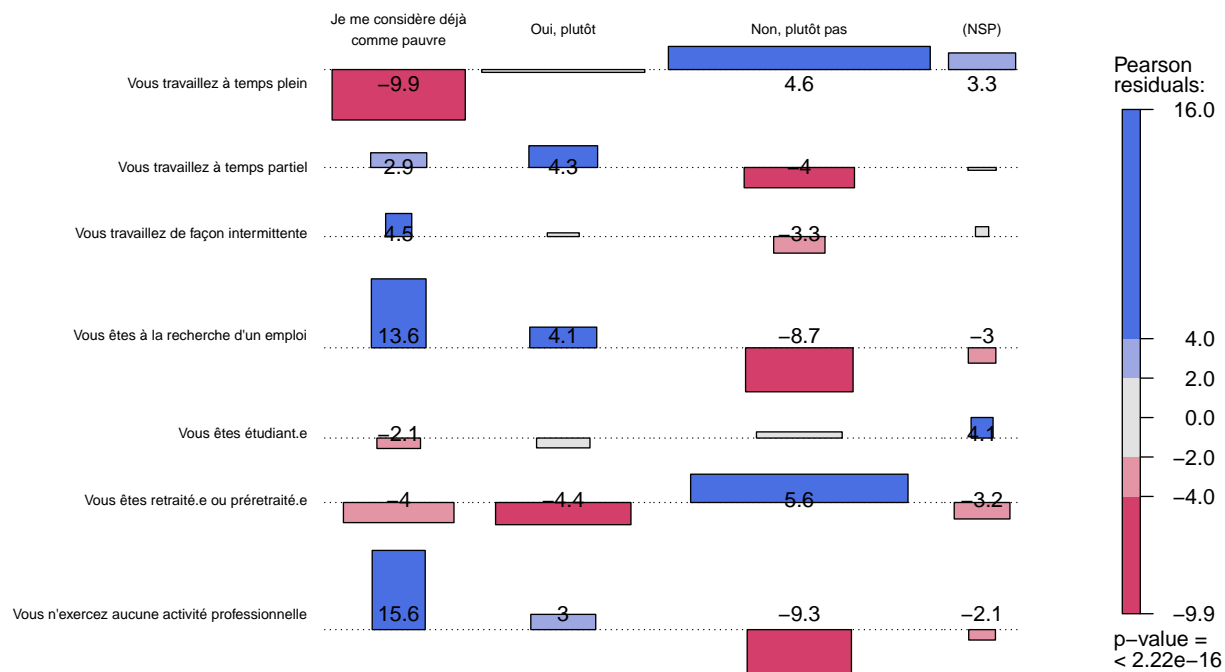 Je me considère déjà
comme pauvre
Oui, plutôt
Non, plutôt pas
(NSP)
Vous travaillez à temps plein
−9.9
4.6
3.3
Vous travaillez à temps partiel
2.9
4.3
−4
Vous travaillez de façon intermittente
4.5
−3.3
Vous êtes à la recherche d'un emploi
13.6
4.1
−8.7
−3
Vous êtes étudiant.e
−2.1
4.1
Vous êtes retraité.e ou préretraité.e
−4
−4.4
5.6
−3.2
Vous n'exercez aucune activité professionnelle
15.6
3
−9.3
−2.1
Pearson
residuals:
16.0
4.0
2.0
0.0
−2.0
−4.0
−9.9
p−value =
< 2.22e−16